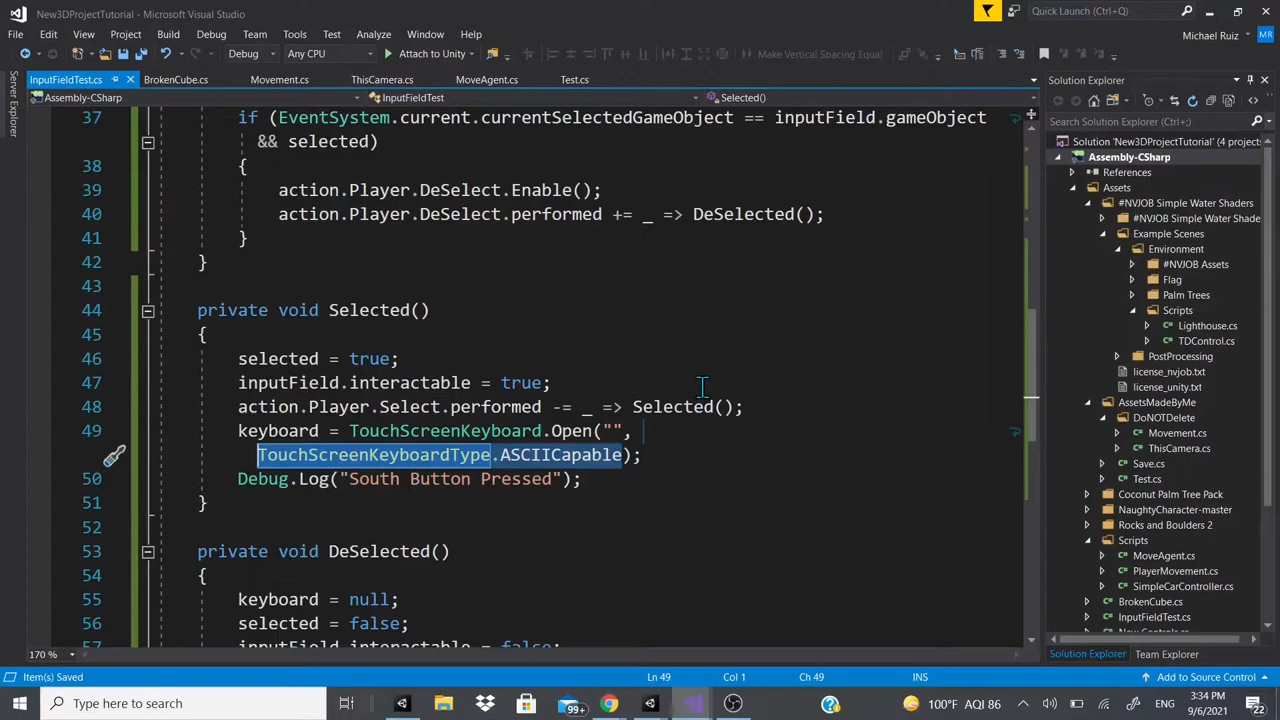 New3DProjectTutorial - Microsoft Visual Studio
Quick Launch (Ctrl+Q)
File Edit View Project Build Debug Team Tools Test Analyze Window Help
Michael Ruiz
MR
Debug Any CPU Attach to Unity Make Vertical Spacing Equal
Server Explorer
InputFieldTest.cs BrokenCube.cs Movement.cs ThisCamera.cs MoveAgent.cs Test.cs
Assembly-CSharp InputFieldTest Selected()
37 if (EventSystem.current.currentSelectedGameObject == inputField.gameObject
&& selected)
38 {
39 action.Player.DeSelect.Enable();
40 action.Player.DeSelect.performed += _ => DeSelected();
41 }
42 }
43
44 private void Selected()
45 {
46 selected = true;
47 inputField.interactable = true;
48 action.Player.Select.performed -= _ => Selected();
49 keyboard = TouchScreenKeyboard.Open("",
TouchScreenKeyboardType.ASCIICapable);
50 Debug.Log("South Button Pressed");
51 }
52
53 private void DeSelected()
54 {
55 keyboard = null;
56 selected = false;
57 inputField.interactable = false;
170 %
Solution Explorer
Search Solution Explorer (Ctrl+;)
Solution 'New3DProjectTutorial' (4 projects)
Assembly-CSharp
References
Assets
#NVJOB Simple Water Shaders
#NVJOB Simple Water Shade
Example Scenes
Environment
#NVJOB Assets
Flag
Palm Trees
Scripts
Lighthouse.cs
TDControl.cs
PostProcessing
license_nvjob.txt
license_unity.txt
AssetsMadeByMe
DoNOTDelete
Movement.cs
ThisCamera.cs
Save.cs
Test.cs
Coconut Palm Tree Pack
NaughtyCharacter-master
Rocks and Boulders 2
Scripts
MoveAgent.cs
PlayerMovement.cs
SimpleCarController.cs
BrokenCube.cs
InputFieldTest.cs
New Controls.cs
Solution Explorer Team Explorer
Item(s) Saved Ln 49 Col 1 Ch 49 INS Add to Source Control
Type here to search
99+
100°F AQI 86
ENG
3:34 PM
9/6/2021
22